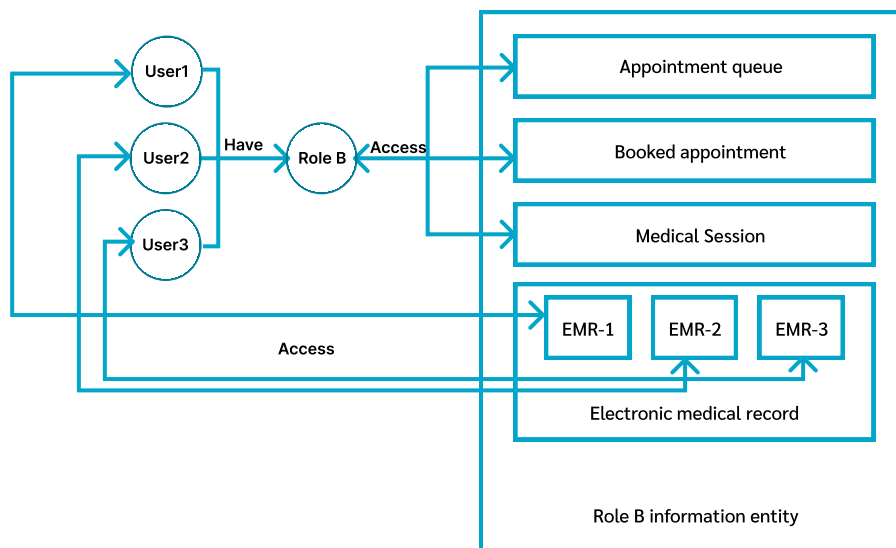 User1
Appointment queue
Have
Access
User2
Role B
Booked appointment
User3
Medical Session
EMR-1
EMR-2
EMR-3
Access
Electronic medical record
Role B information entity